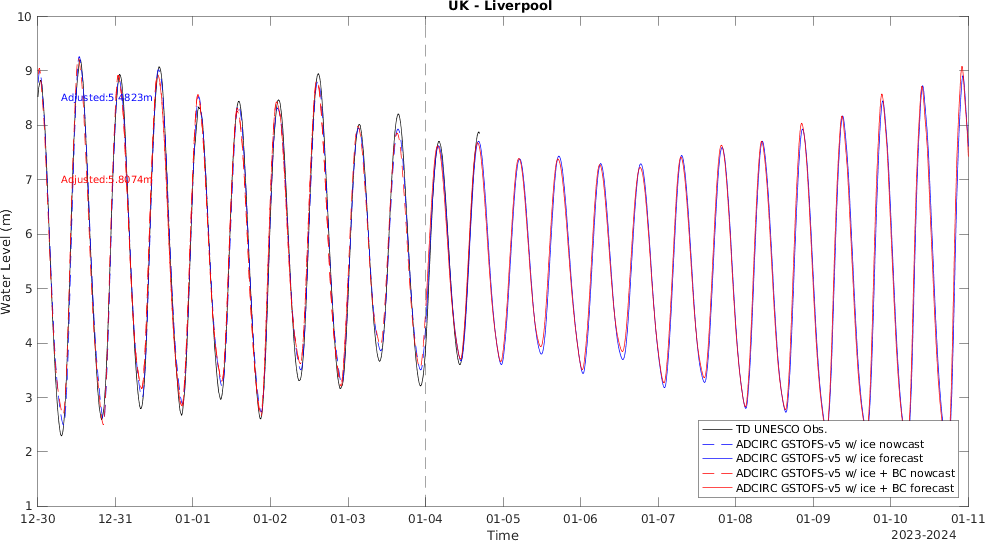 UK - Liverpool
10
9
8
7
6
5
4
3
2
1
Water Level (m)
Adjusted:5.4823m
Adjusted:5.8074m
TD UNESCO Obs.
ADCIRC GSTOFS-v5 w/ ice nowcast
ADCIRC GSTOFS-v5 w/ ice forecast
ADCIRC GSTOFS-v5 w/ ice + BC nowcast
ADCIRC GSTOFS-v5 w/ ice + BC forecast
12-30 12-31 01-01 01-02 01-03 01-04 01-05 01-06 01-07 01-08 01-09 01-10 01-11
Time
2023-2024